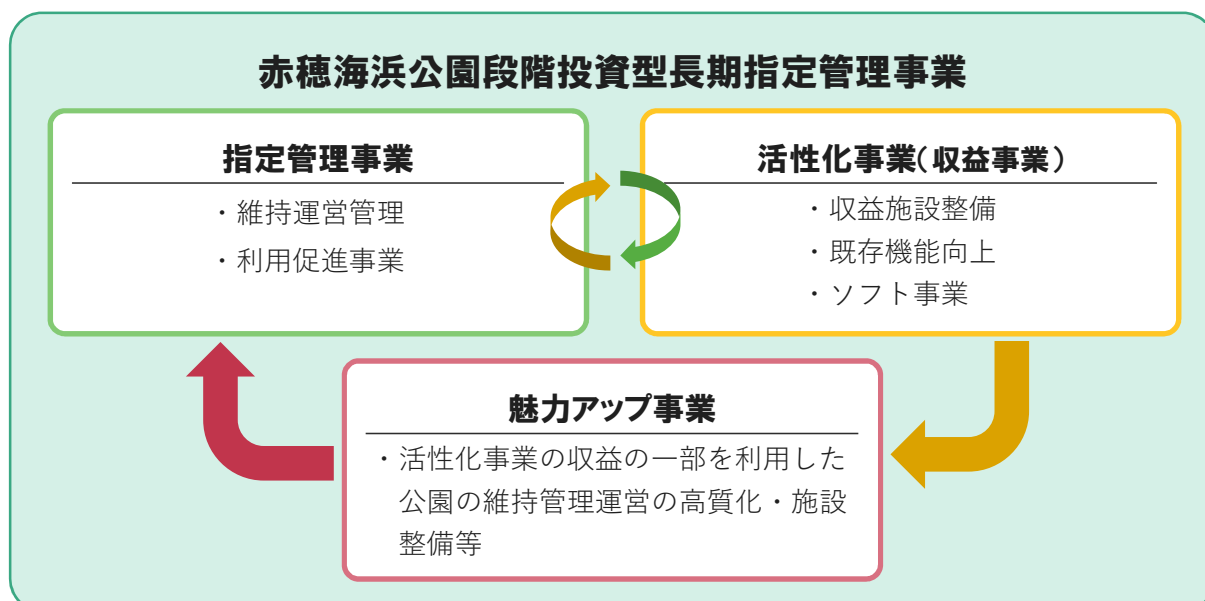 赤穂海浜公園段階投資型長期指定管理事業
指定管理事業
・維持運営管理
・利用促進事業
活性化事業（収益事業）
・収益施設整備
・既存機能向上
・ソフト事業
魅力アップ事業
・活性化事業の収益の一部を利用した
公園の維持管理運営の高質化・施設
整備等